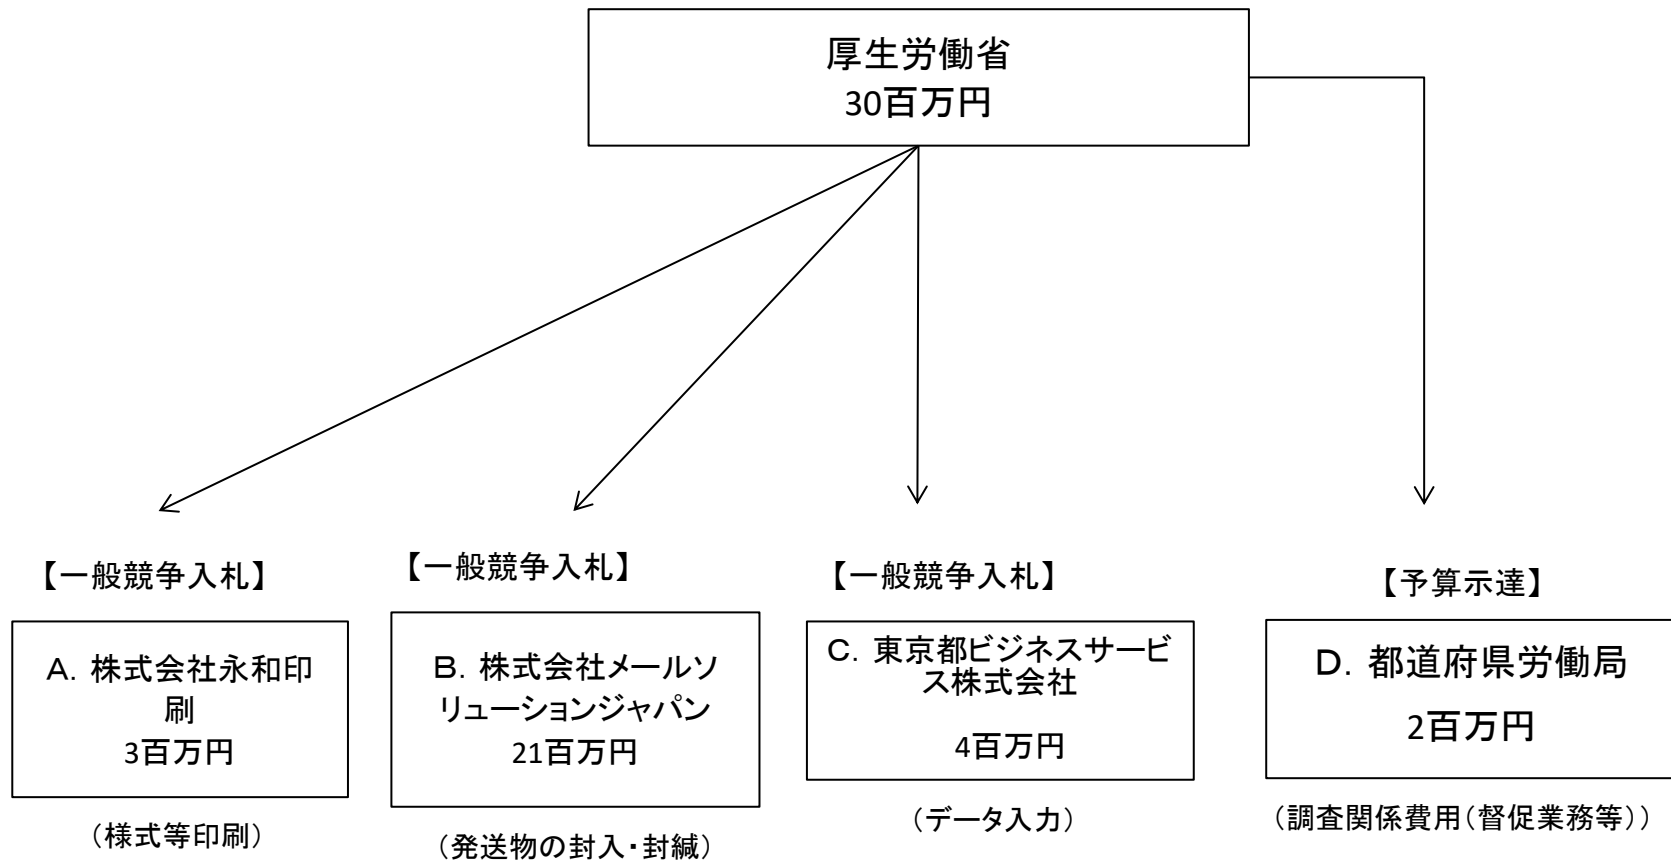 厚生労働省
30百万円
【一般競争入札】
A. 株式会社永和印
刷
3百万円
（様式等印刷）
【一般競争入札】
B. 株式会社メールソ
リューションジャパン
21百万円
（発送物の封入・封緘）
【一般競争入札】
C. 東京都ビジネスサービ
ス株式会社
4百万円
（データ入力）
【予算示達】
D. 都道府県労働局
2百万円
（調査関係費用（督促業務等））